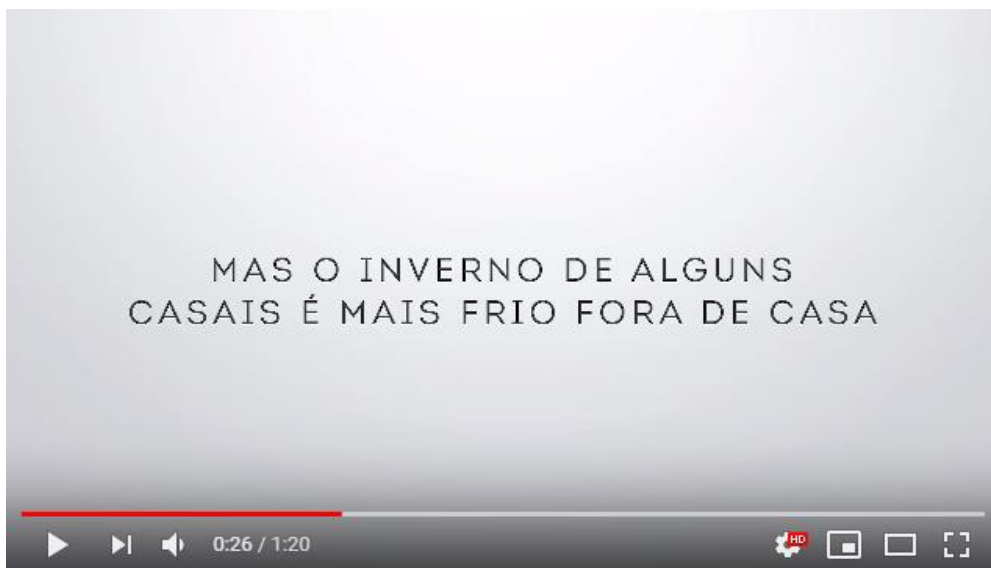 MAS O INVERNO DE ALGUNS
CASAIS É MAIS FRIO FORA DE CASA
0:26 / 1:20
HD